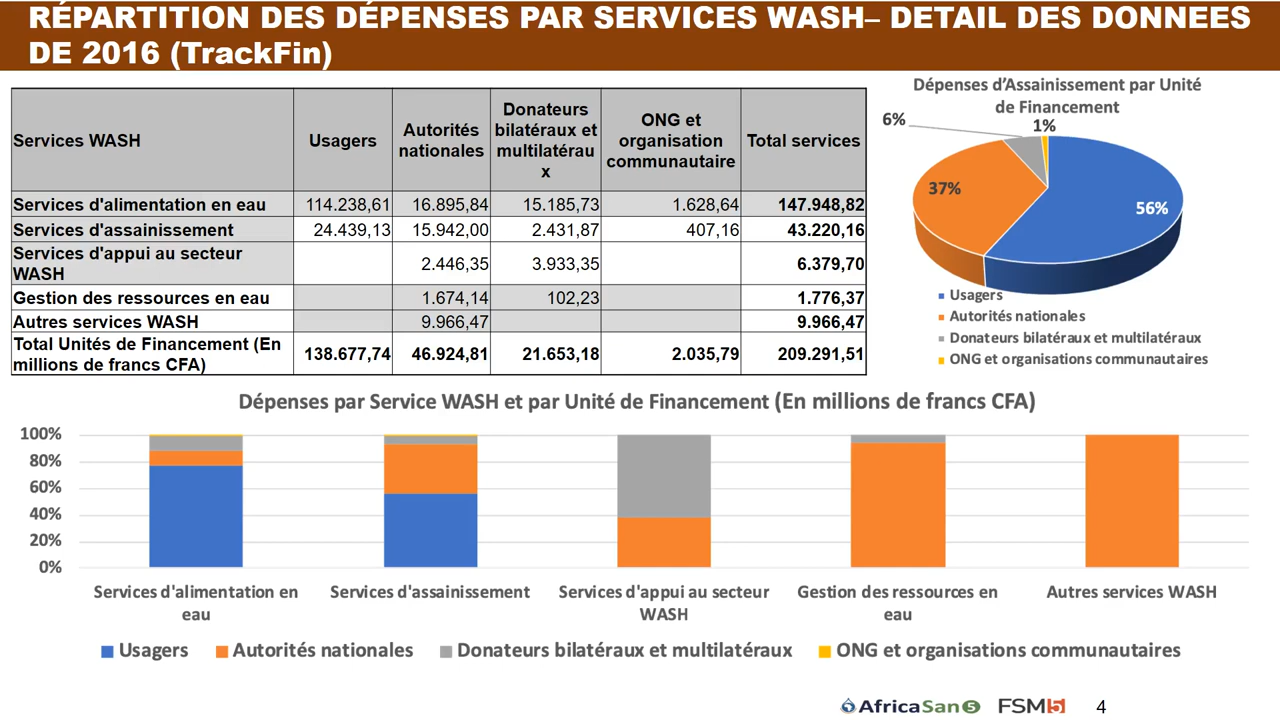 RÉPARTITION DES DÉPENSES PAR SERVICES WASH– DETAIL DES DONNEES
DE 2016 (TrackFin)
Services WASH
Usagers
Autorités
nationales
Donateurs
bilatéraux et
multilatérau
x
ONG et
organisation
communautaire
Total services
Services d'alimentation en eau 114.238,61 16.895,84 15.185,73 1.628,64 147.948,82
Services d'assainissement 24.439,13 15.942,00 2.431,87 407,16 43.220,16
Services d'appui au secteur
WASH
2.446,35 3.933,35 6.379,70
Gestion des ressources en eau 1.674,14 102,23 1.776,37
Autres services WASH 9.966,47 9.966,47
Total Unités de Financement (En
millions de francs CFA)
138.677,74 46.924,81 21.653,18 2.035,79 209.291,51
Dépenses d'Assainissement par Unité
de Financement
6%
1%
37%
56%
Usagers
Autorités nationales
Donateurs bilatéraux et multilatéraux
ONG et organisations communautaires
Dépenses par Service WASH et par Unité de Financement (En millions de francs CFA)
100%
80%
60%
40%
20%
0%
Services d'alimentation en
eau
Services d'assainissement
Services d'appui au secteur
WASH
Gestion des ressources en
eau
Autres services WASH
Usagers Autorités nationales Donateurs bilatéraux et multilatéraux ONG et organisations communautaires
AfricaSan 5 FSM5 4